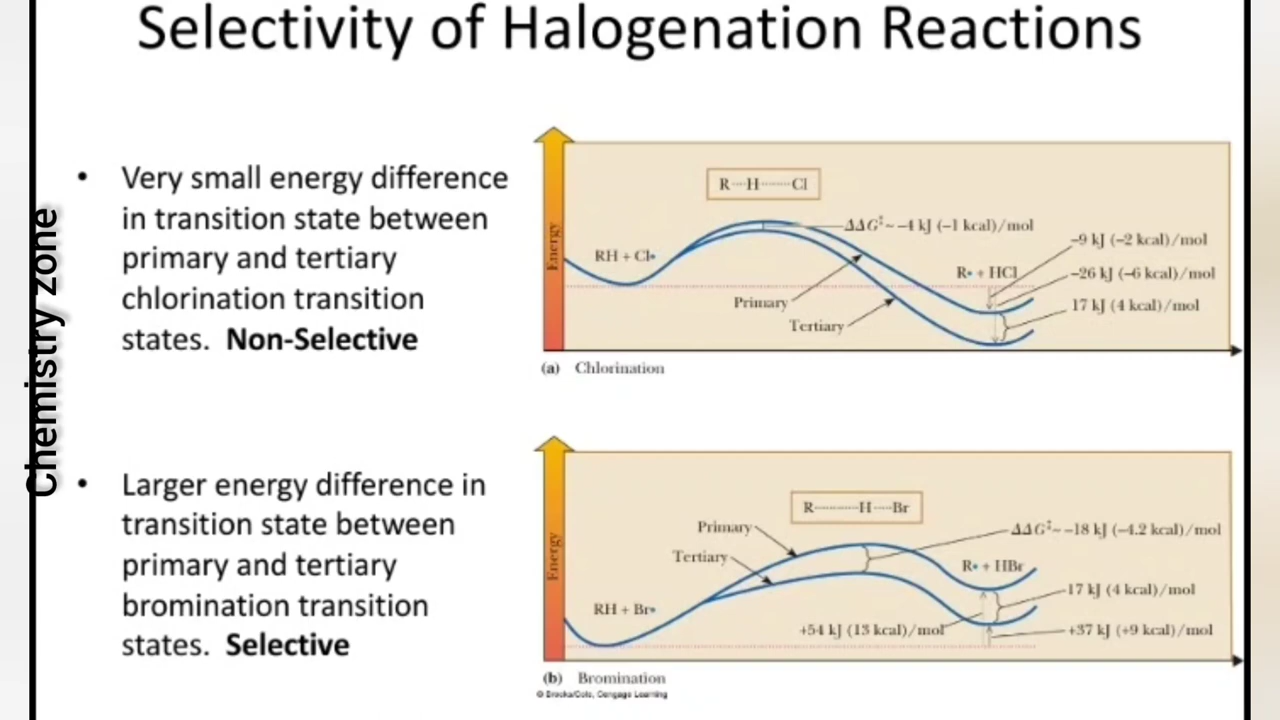 Selectivity of Halogenation Reactions
Chemistry zone
• Very small energy difference
in transition state between
primary and tertiary
chlorination transition
states. Non-Selective
Energy
R····H·······Cl
RH + Cl•
ΔΔG‡~–4 kJ (–1 kcal)/mol
–9 kJ (–2 kcal)/mol
R• + HCl
–26 kJ (–6 kcal)/mol
17 kJ (4 kcal)/mol
Primary
Tertiary
(a) Chlorination
• Larger energy difference in
transition state between
primary and tertiary
bromination transition
states. Selective
Energy
R··········H····Br
Primary
ΔΔG‡~–18 kJ (–4.2 kcal)/mol
Tertiary
R• + HBr
17 kJ (4 kcal)/mol
RH + Br•
+54 kJ (13 kcal)/mol
+37 kJ (+9 kcal)/mol
(b) Bromination
© Brooks/Cole, Cengage Learning